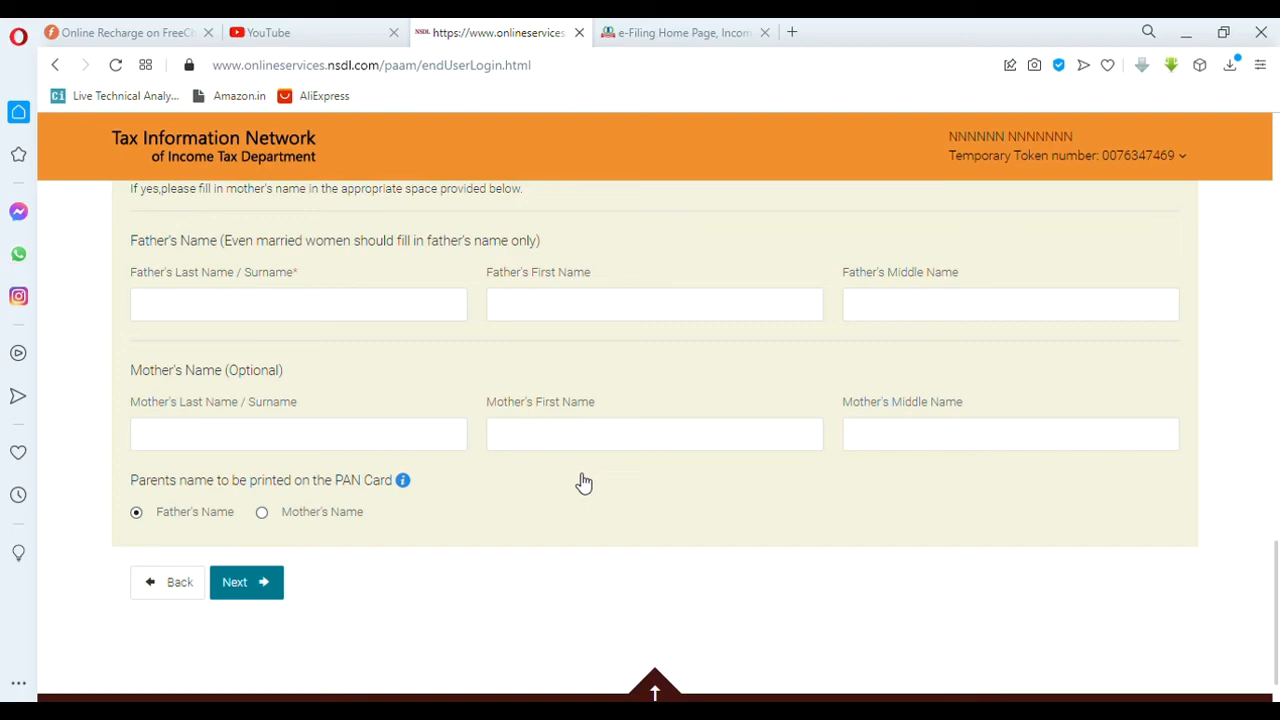 Online Recharge on FreeCh
YouTube
NSDL https://www.onlineservices
e-Filing Home Page, Incom
www.onlineservices.nsdl.com/paam/endUserLogin.html
Live Technical Analy...
Amazon.in
AliExpress
Tax Information Network
of Income Tax Department
NNNNNN NNNNNNN
Temporary Token number: 0076347469
If yes,please fill in mother's name in the appropriate space provided below.
Father's Name (Even married women should fill in father's name only)
Father's Last Name / Surname*
Father's First Name
Father's Middle Name
Mother's Name (Optional)
Mother's Last Name / Surname
Mother's First Name
Mother's Middle Name
Parents name to be printed on the PAN Card
Father's Name
Mother's Name
Back
Next